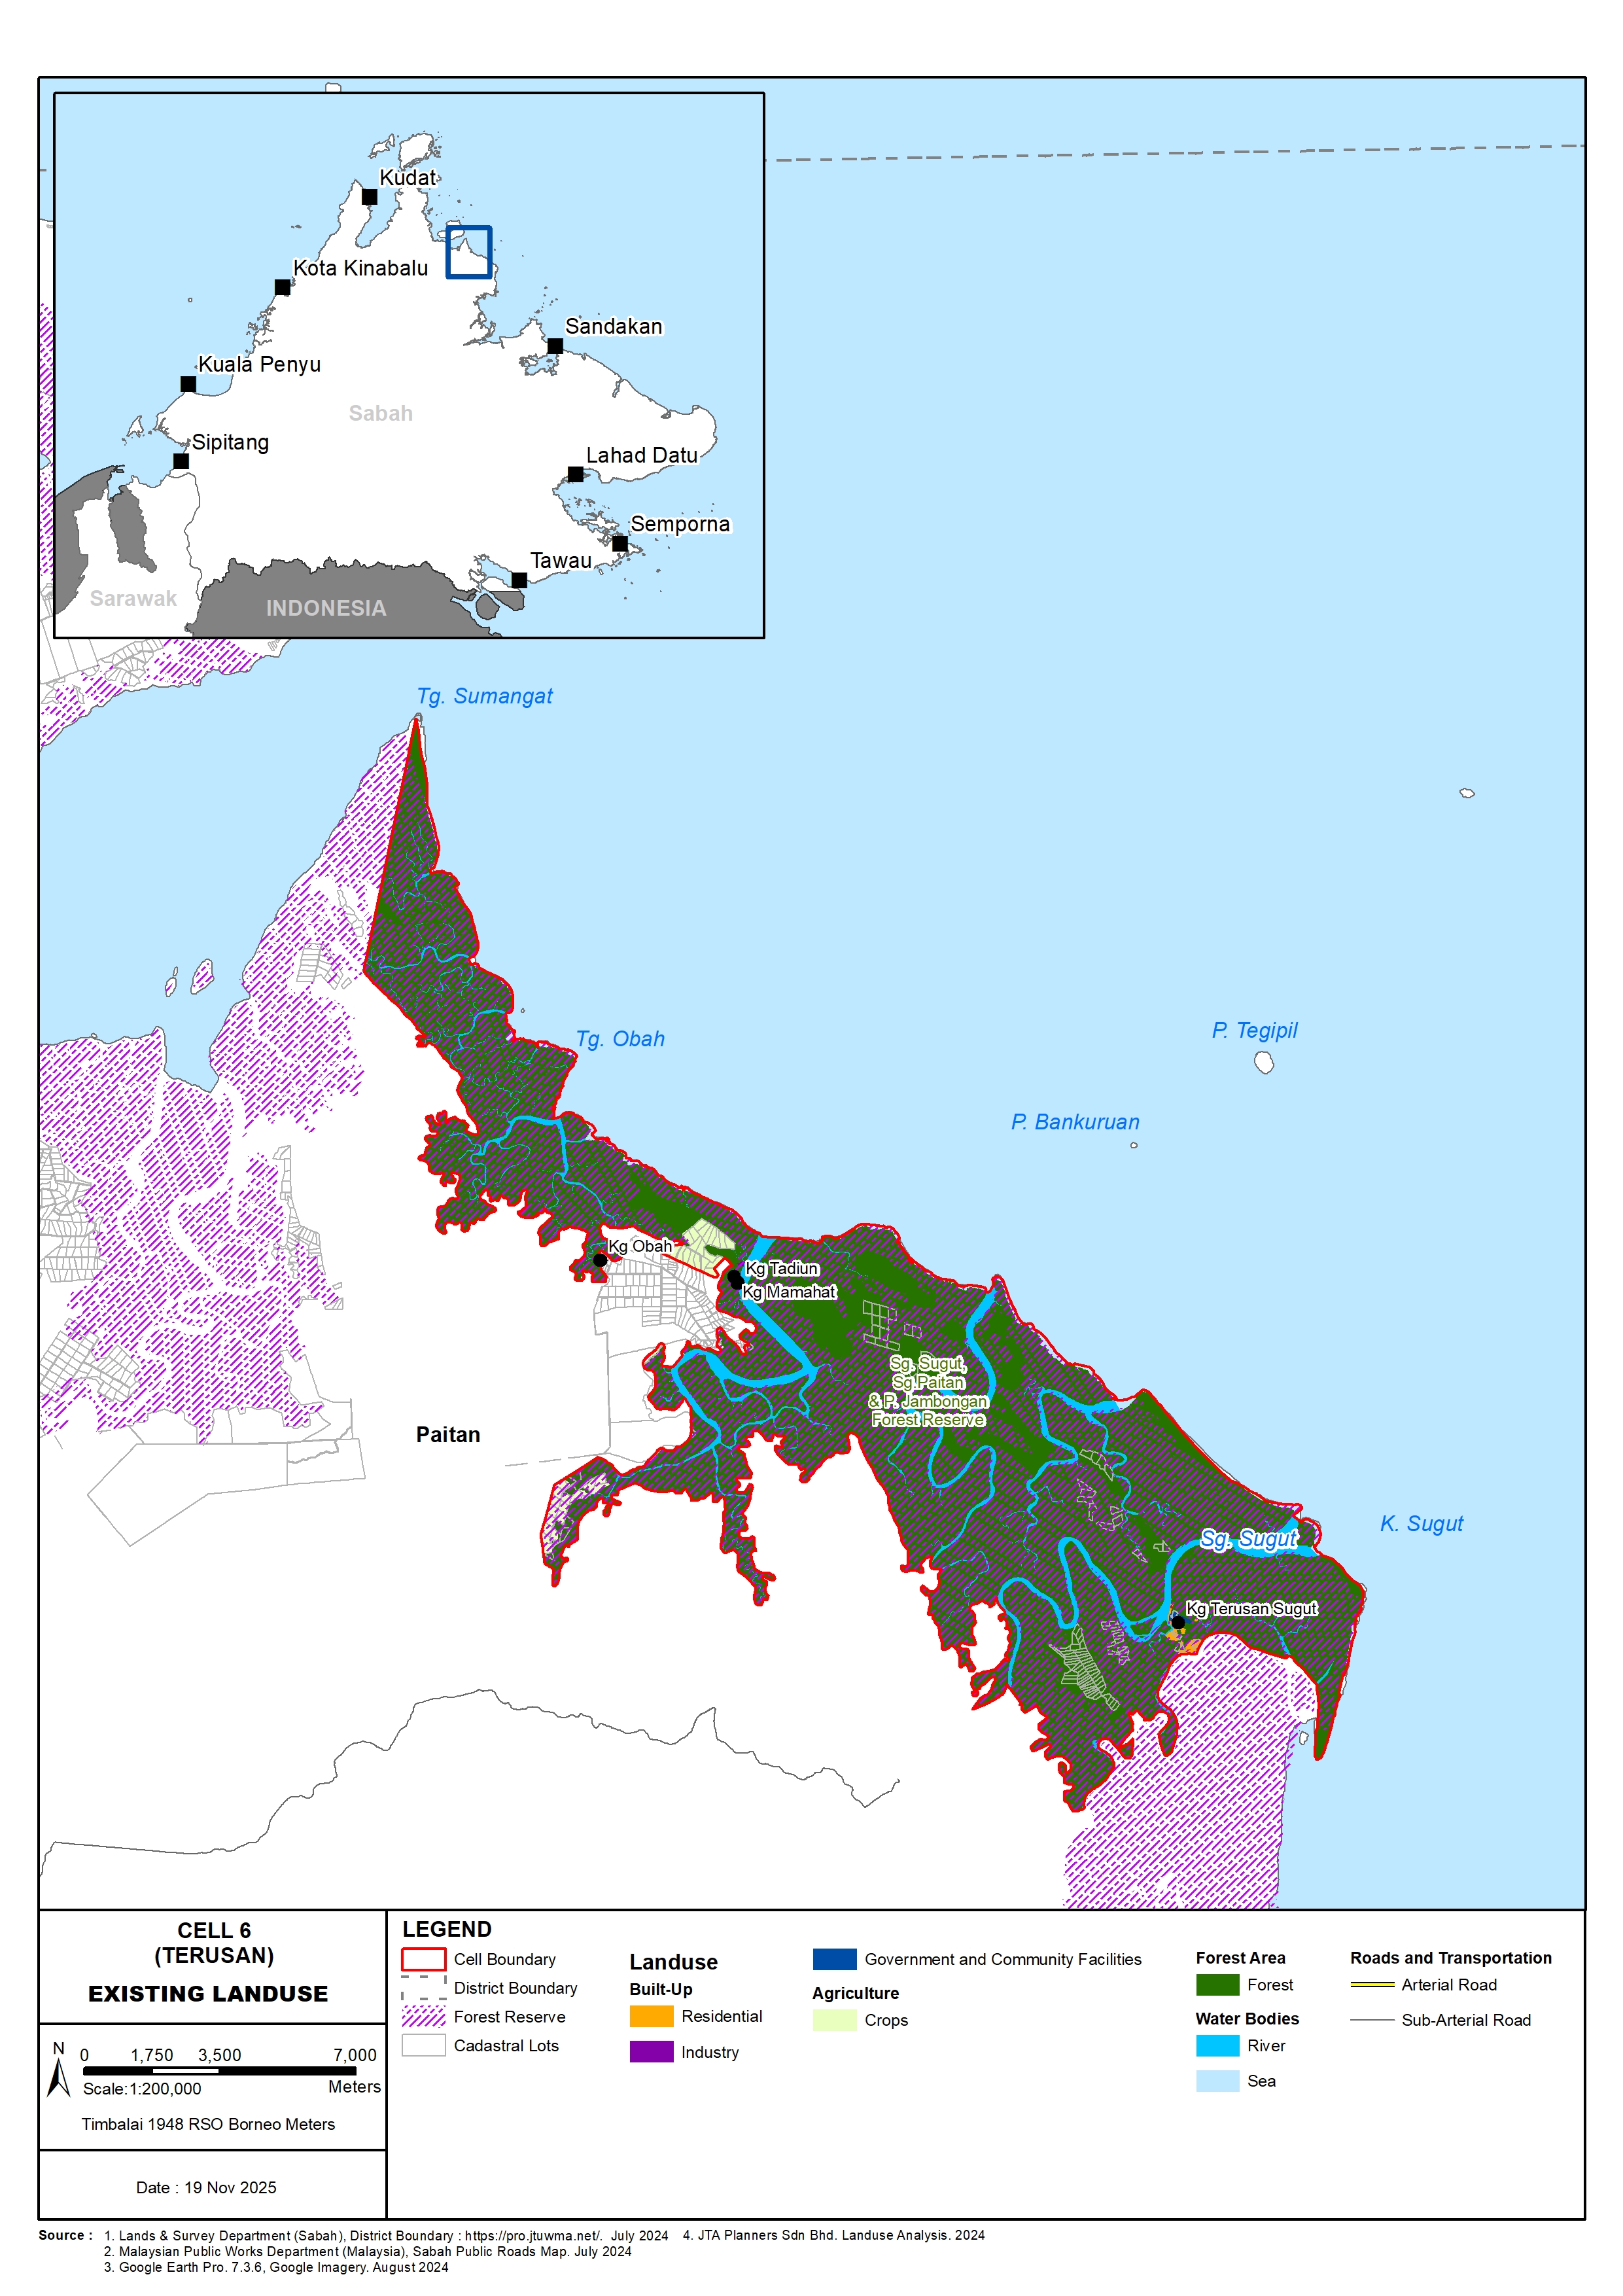 Kudat
Kota Kinabalu
Sandakan
Kuala Penyu
Sabah
Sipitang
Lahad Datu
Semporna
Tawau
Sarawak
INDONESIA
Tg. Sumangat
Tg. Obah
P. Tegipil
P. Bankuruan
Kg Obah
Kg Tadiun
Kg Mamahat
Sg. Sugut,
Sg.Paitan
& P. Jambongan
Forest Reserve
Paitan
K. Sugut
Sg. Sugut
Kg Terusan Sugut
CELL 6
(TERUSAN)
EXISTING LANDUSE
N
0 1,750 3,500 7,000
Meters
Scale:1:200,000
Timbalai 1948 RSO Borneo Meters
Date : 19 Nov 2025
LEGEND
Cell Boundary
District Boundary
Forest Reserve
Cadastral Lots
Landuse
Built-Up
Residential
Industry
Government and Community Facilities
Agriculture
Crops
Forest Area
Forest
Water Bodies
River
Sea
Roads and Transportation
Arterial Road
Sub-Arterial Road
Source : 1. Lands & Survey Department (Sabah), District Boundary : https://pro.jtuwma.net/. July 2024 4. JTA Planners Sdn Bhd. Landuse Analysis. 2024
2. Malaysian Public Works Department (Malaysia), Sabah Public Roads Map. July 2024
3. Google Earth Pro. 7.3.6, Google Imagery. August 2024